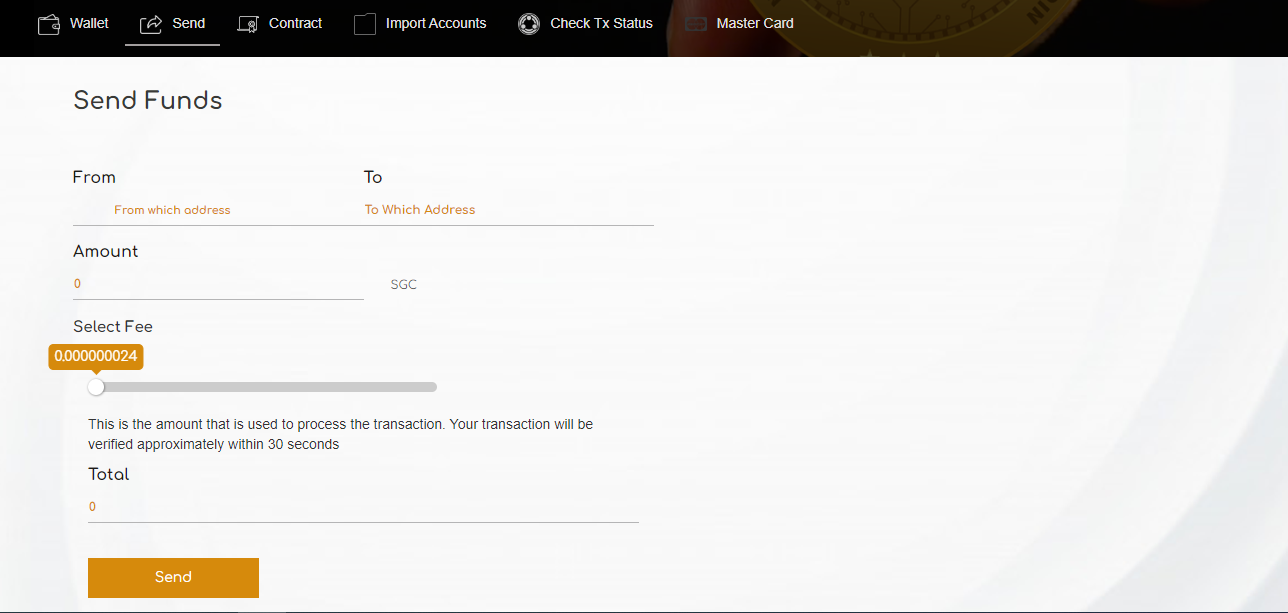 Wallet
Send
Contract
Import Accounts
Check Tx Status
Master Card
Send Funds
From
To
From which address
To Which Address
Amount
0
SGC
Select Fee
0.000000024
This is the amount that is used to process the transaction. Your transaction will be
verified approximately within 30 seconds
Total
0
Send